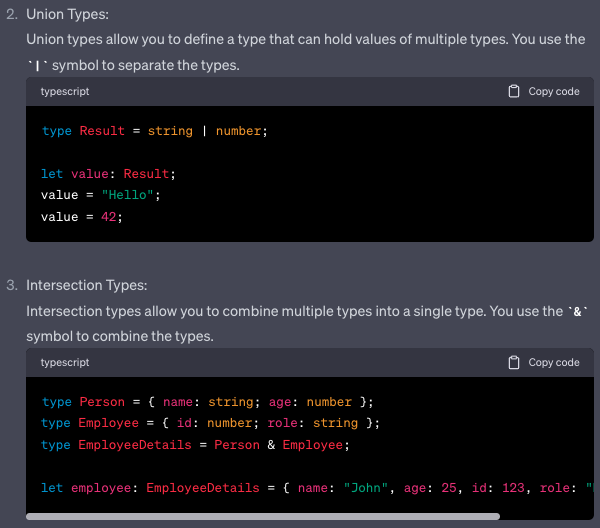 2. Union Types:
Union types allow you to define a type that can hold values of multiple types. You use the
`|` symbol to separate the types.
typescript Copy code
type Result = string | number;
let value: Result;
value = "Hello";
value = 42;
3. Intersection Types:
Intersection types allow you to combine multiple types into a single type. You use the `&`
symbol to combine the types.
typescript Copy code
type Person = { name: string; age: number };
type Employee = { id: number; role: string };
type EmployeeDetails = Person & Employee;
let employee: EmployeeDetails = { name: "John", age: 25, id: 123, role: "